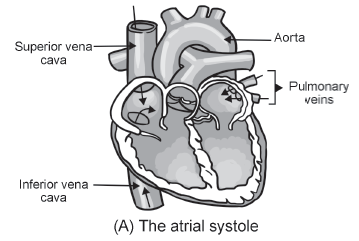 Superior vena
cava
Aorta
Pulmonary
veins
Inferior vena
cava
(A) The atrial systole